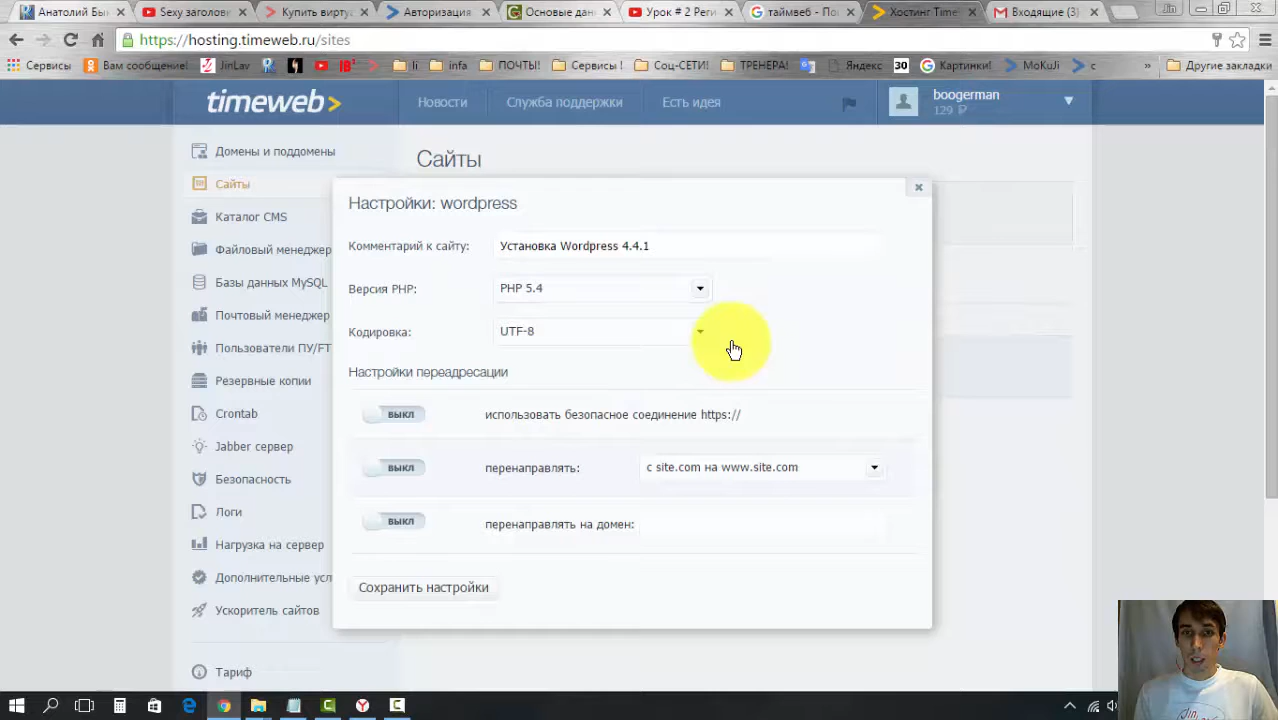 Анатолий Бы
Sexy заголов
Купить вирту
Авторизация
Основые дан
Урок # 2 Реги
таймвеб - По
Хостинг Time
Входящие (3)
https://hosting.timeweb.ru/sites
Сервисы
Вам сообщение!
JinLav
li
infa
ПОЧТЫ!
Сервисы !
Соц-СЕТИ!
ТРЕНЕРА!
Яндекс
30
Картинки!
MoKuJi
с
»
Другие закладки
timeweb>
Новости
Служба поддержки
Есть идея
boogerman
129 ₽
Домены и поддомены
Сайты
Каталог CMS
Файловый менеджер
Базы данных MySQL
Почтовый менеджер
Пользователи ПУ/FT
Резервные копии
Crontab
Jabber сервер
Безопасность
Логи
Нагрузка на сервер
Дополнительные усл
Ускоритель сайтов
Тариф
Сайты
Настройки: wordpress
Комментарий к сайту: Установка Wordpress 4.4.1
Версия PHP: PHP 5.4
Кодировка: UTF-8
Настройки переадресации
выкл использовать безопасное соединение https://
выкл перенаправлять: с site.com на www.site.com
выкл перенаправлять на домен:
Сохранить настройки